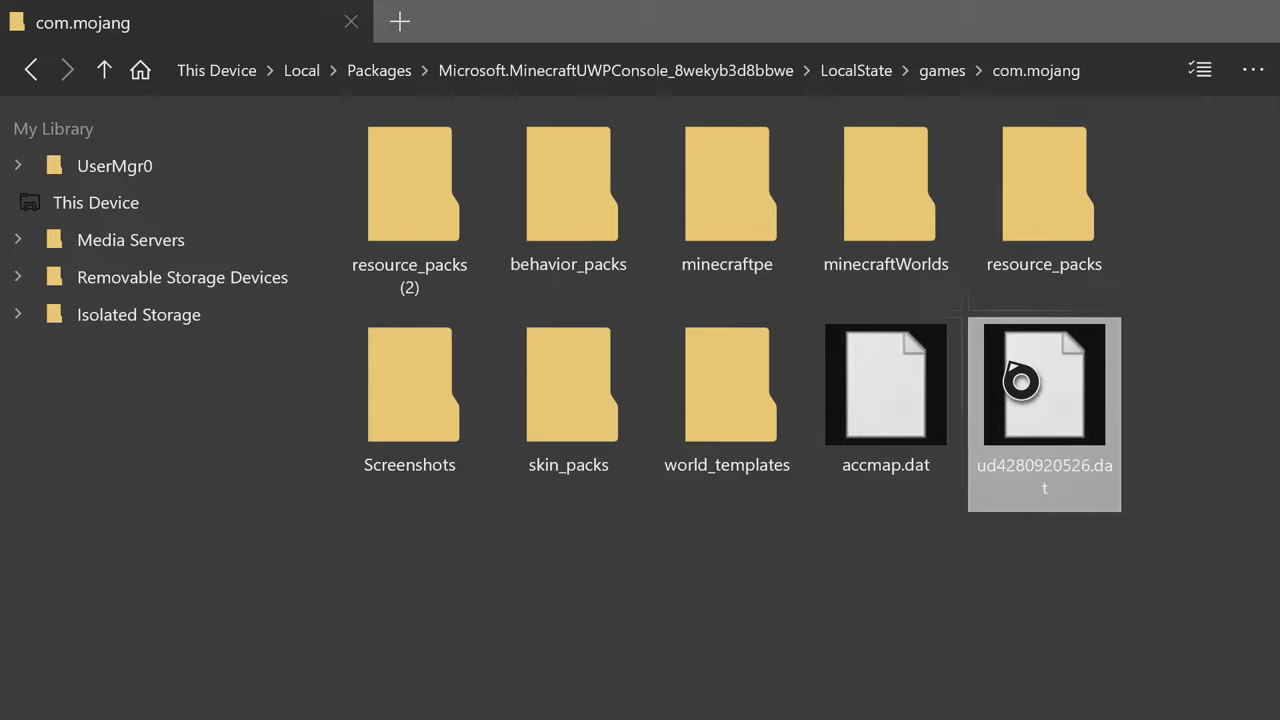 com.mojang
This Device Local Packages Microsoft.MinecraftUWPConsole_8wekyb3d8bbwe LocalState games com.mojang
My Library
UserMgr0
This Device
Media Servers
Removable Storage Devices
Isolated Storage
resource_packs
(2)
behavior_packs
minecraftpe
minecraftWorlds
resource_packs
Screenshots
skin_packs
world_templates
accmap.dat
ud4280920526.da
t